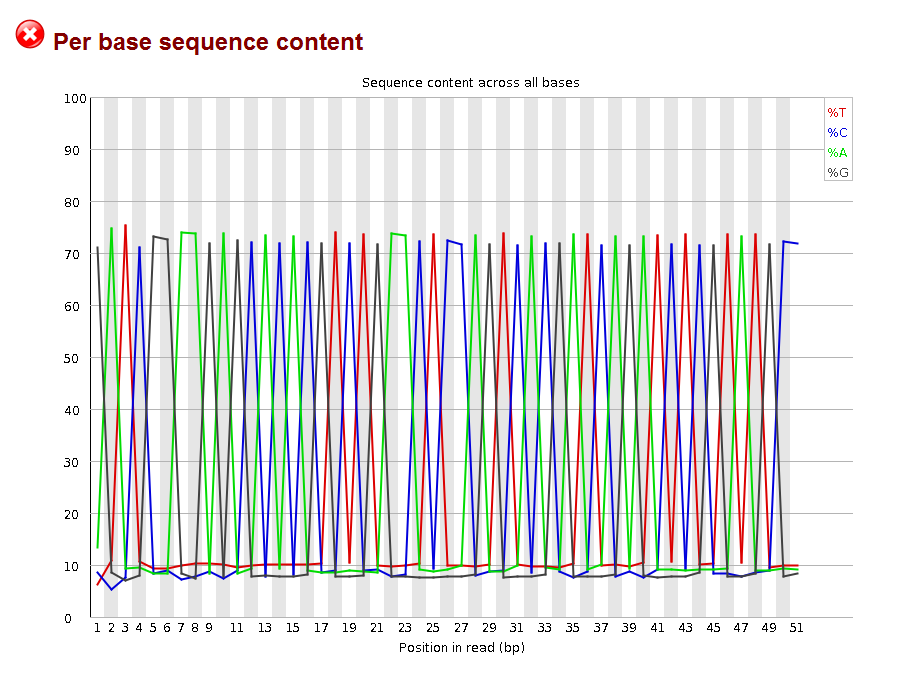 Per base sequence content
Sequence content across all bases
100
90
80
70
60
50
40
30
20
10
0
%T
%C
%A
%G
1 2 3 4 5 6 7 8 9 11 13 15 17 19 21 23 25 27 29 31 33 35 37 39 41 43 45 47 49 51
Position in read (bp)